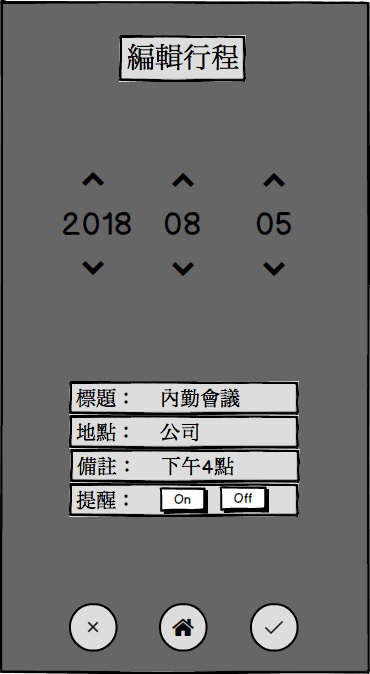 編輯行程
2018 08 05
標題： 內勤會議
地點： 公司
備註： 下午4點
提醒： On Off